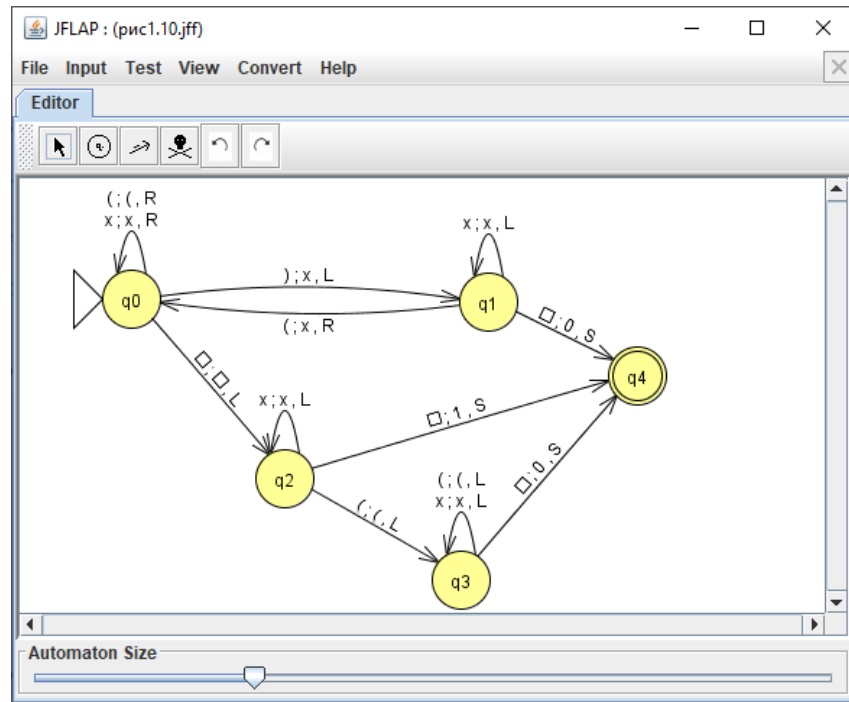 JFLAP : (рис1.10.jff)
File Input Test View Convert Help
Editor
(;(,R
x;x,R
x;x,L
q0
);x,L
(;x,R
q1
□;0,S
q4
□;□,L
x;x,L
□;1,S
q2
(;(,L
(;(,L
x;x,L
□;0,S
q3
Automaton Size